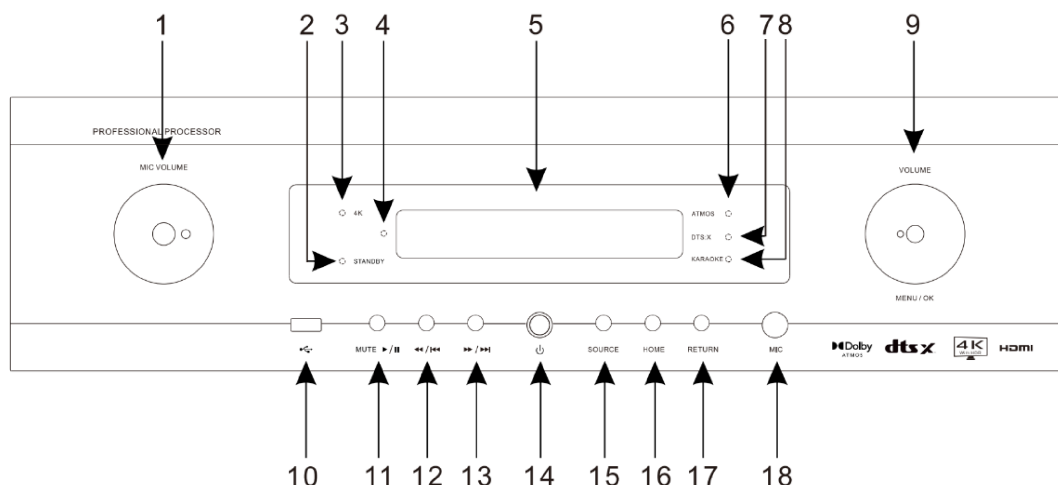 1 2 3 4 5 6 7 8 9
PROFESSIONAL PROCESSOR
MIC VOLUME
VOLUME
4K
ATMOS
DTS:X
STANDBY
KARAOKE
MENU / OK
MUTE ►/II ◄◄/I◄◄ ►►/►►I SOURCE HOME RETURN MIC
Dolby
ATMOS
dts x
4K
HDMI
10 11 12 13 14 15 16 17 18